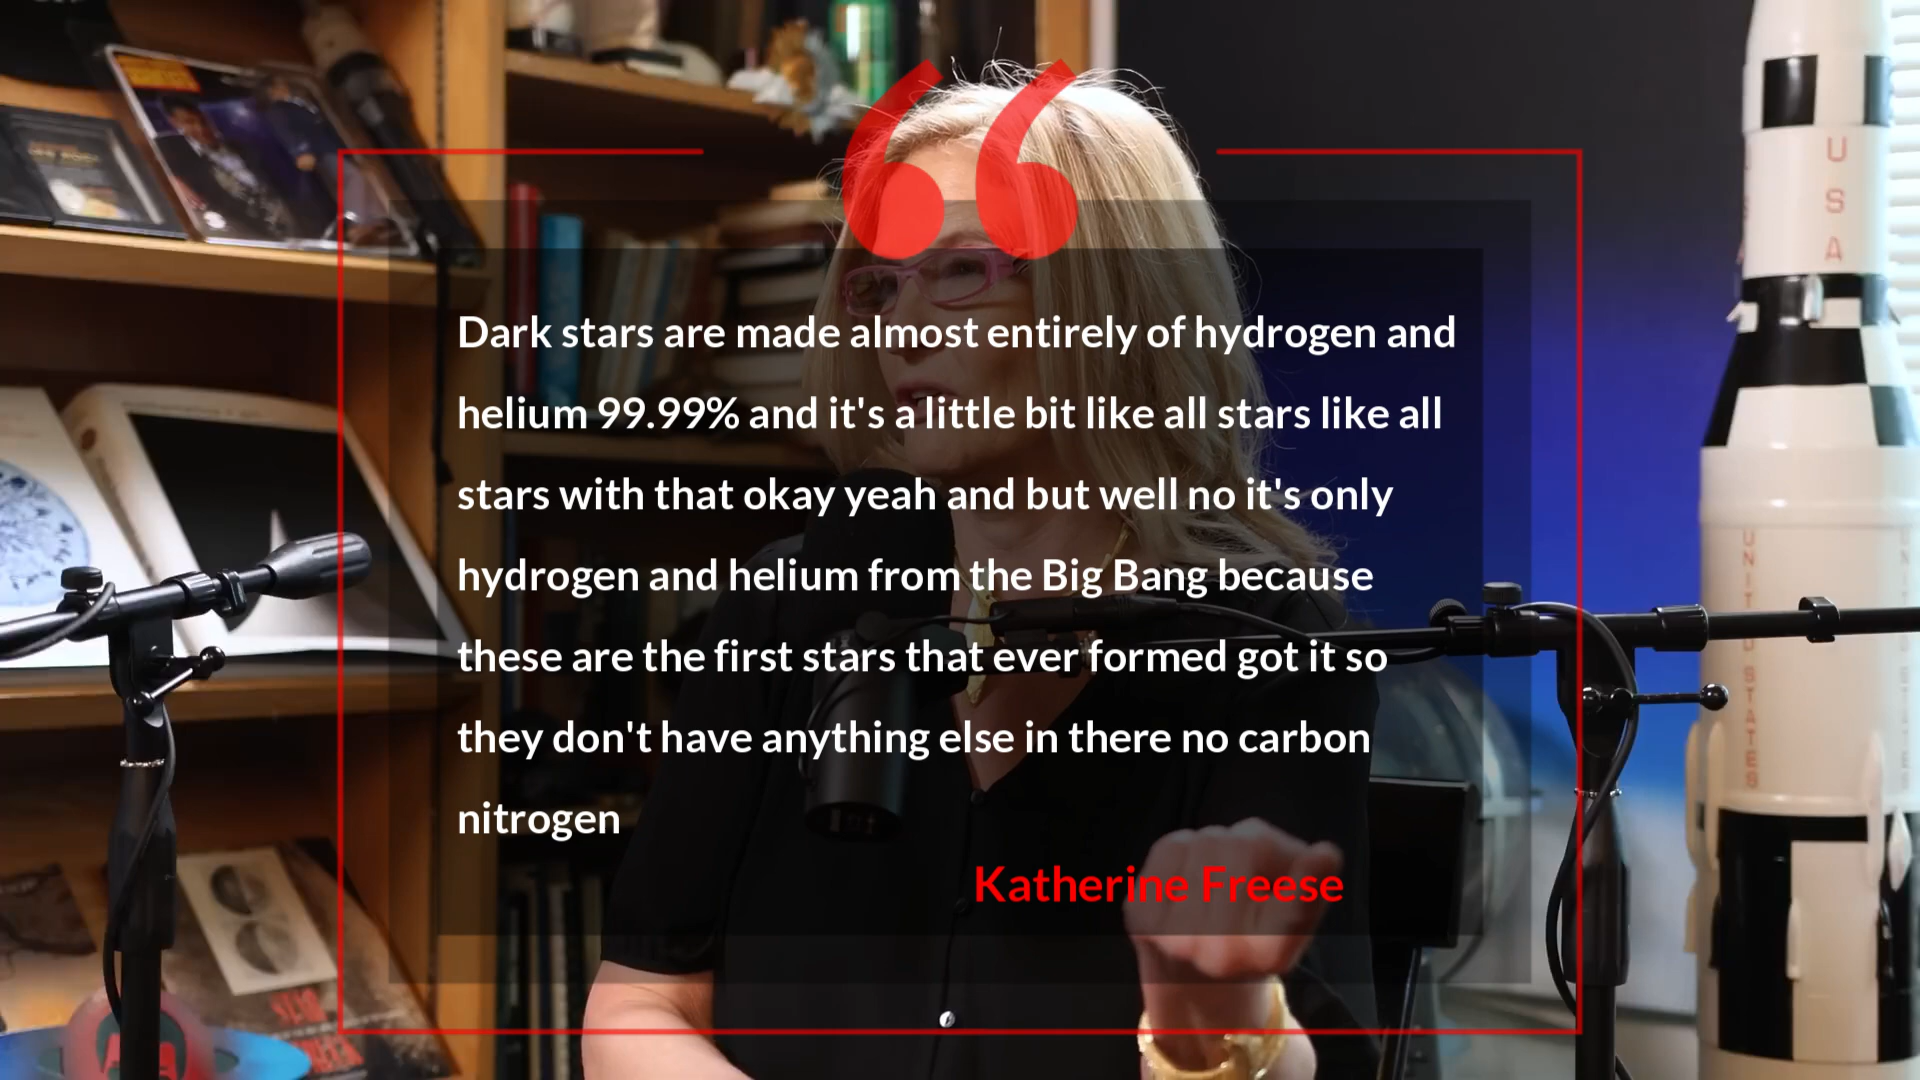 Dark stars are made almost entirely of hydrogen and
helium 99.99% and it's a little bit like all stars like all
stars with that okay yeah and but well no it's only
hydrogen and helium from the Big Bang because
these are the first stars that ever formed got it so
they don't have anything else in there no carbon
nitrogen
Katherine Freese
USA
UNITED STATES